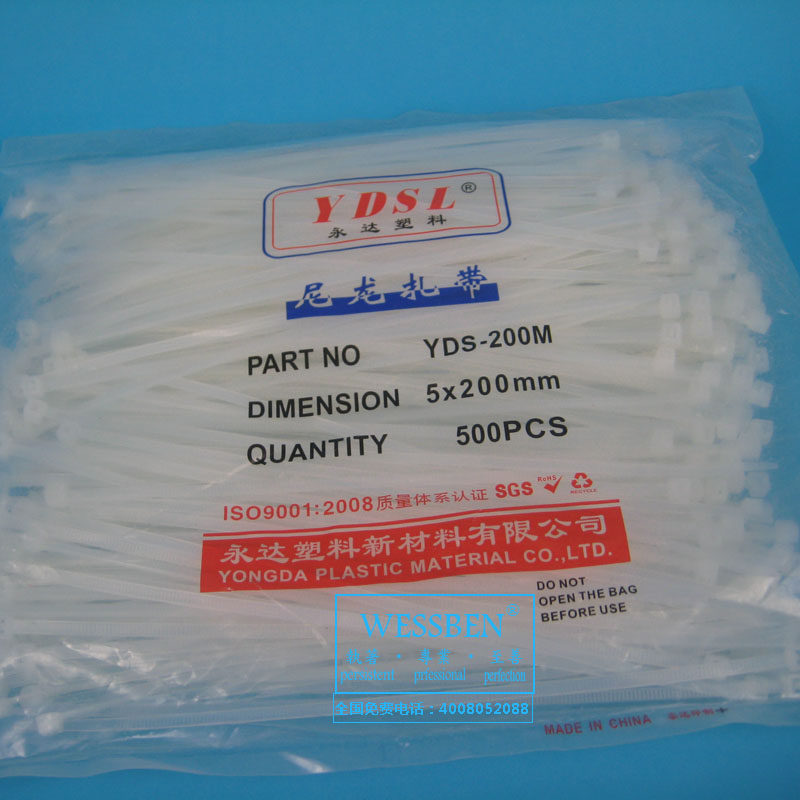 YDSL®
永达塑料
尼龙扎带
PART NO YDS-200M
DIMENSION 5x200mm
QUANTITY 500PCS
ISO9001:2008质量体系认证 SGS RoHS RECYCLE
永达塑料新材料有限公司
YONGDA PLASTIC MATERIAL CO.,LTD.
DO NOT
OPEN THE BAG
BEFORE USE
WESSBEN®
persistent prfessional perfection
全国免费电话：4008052088
MADE IN CHINA